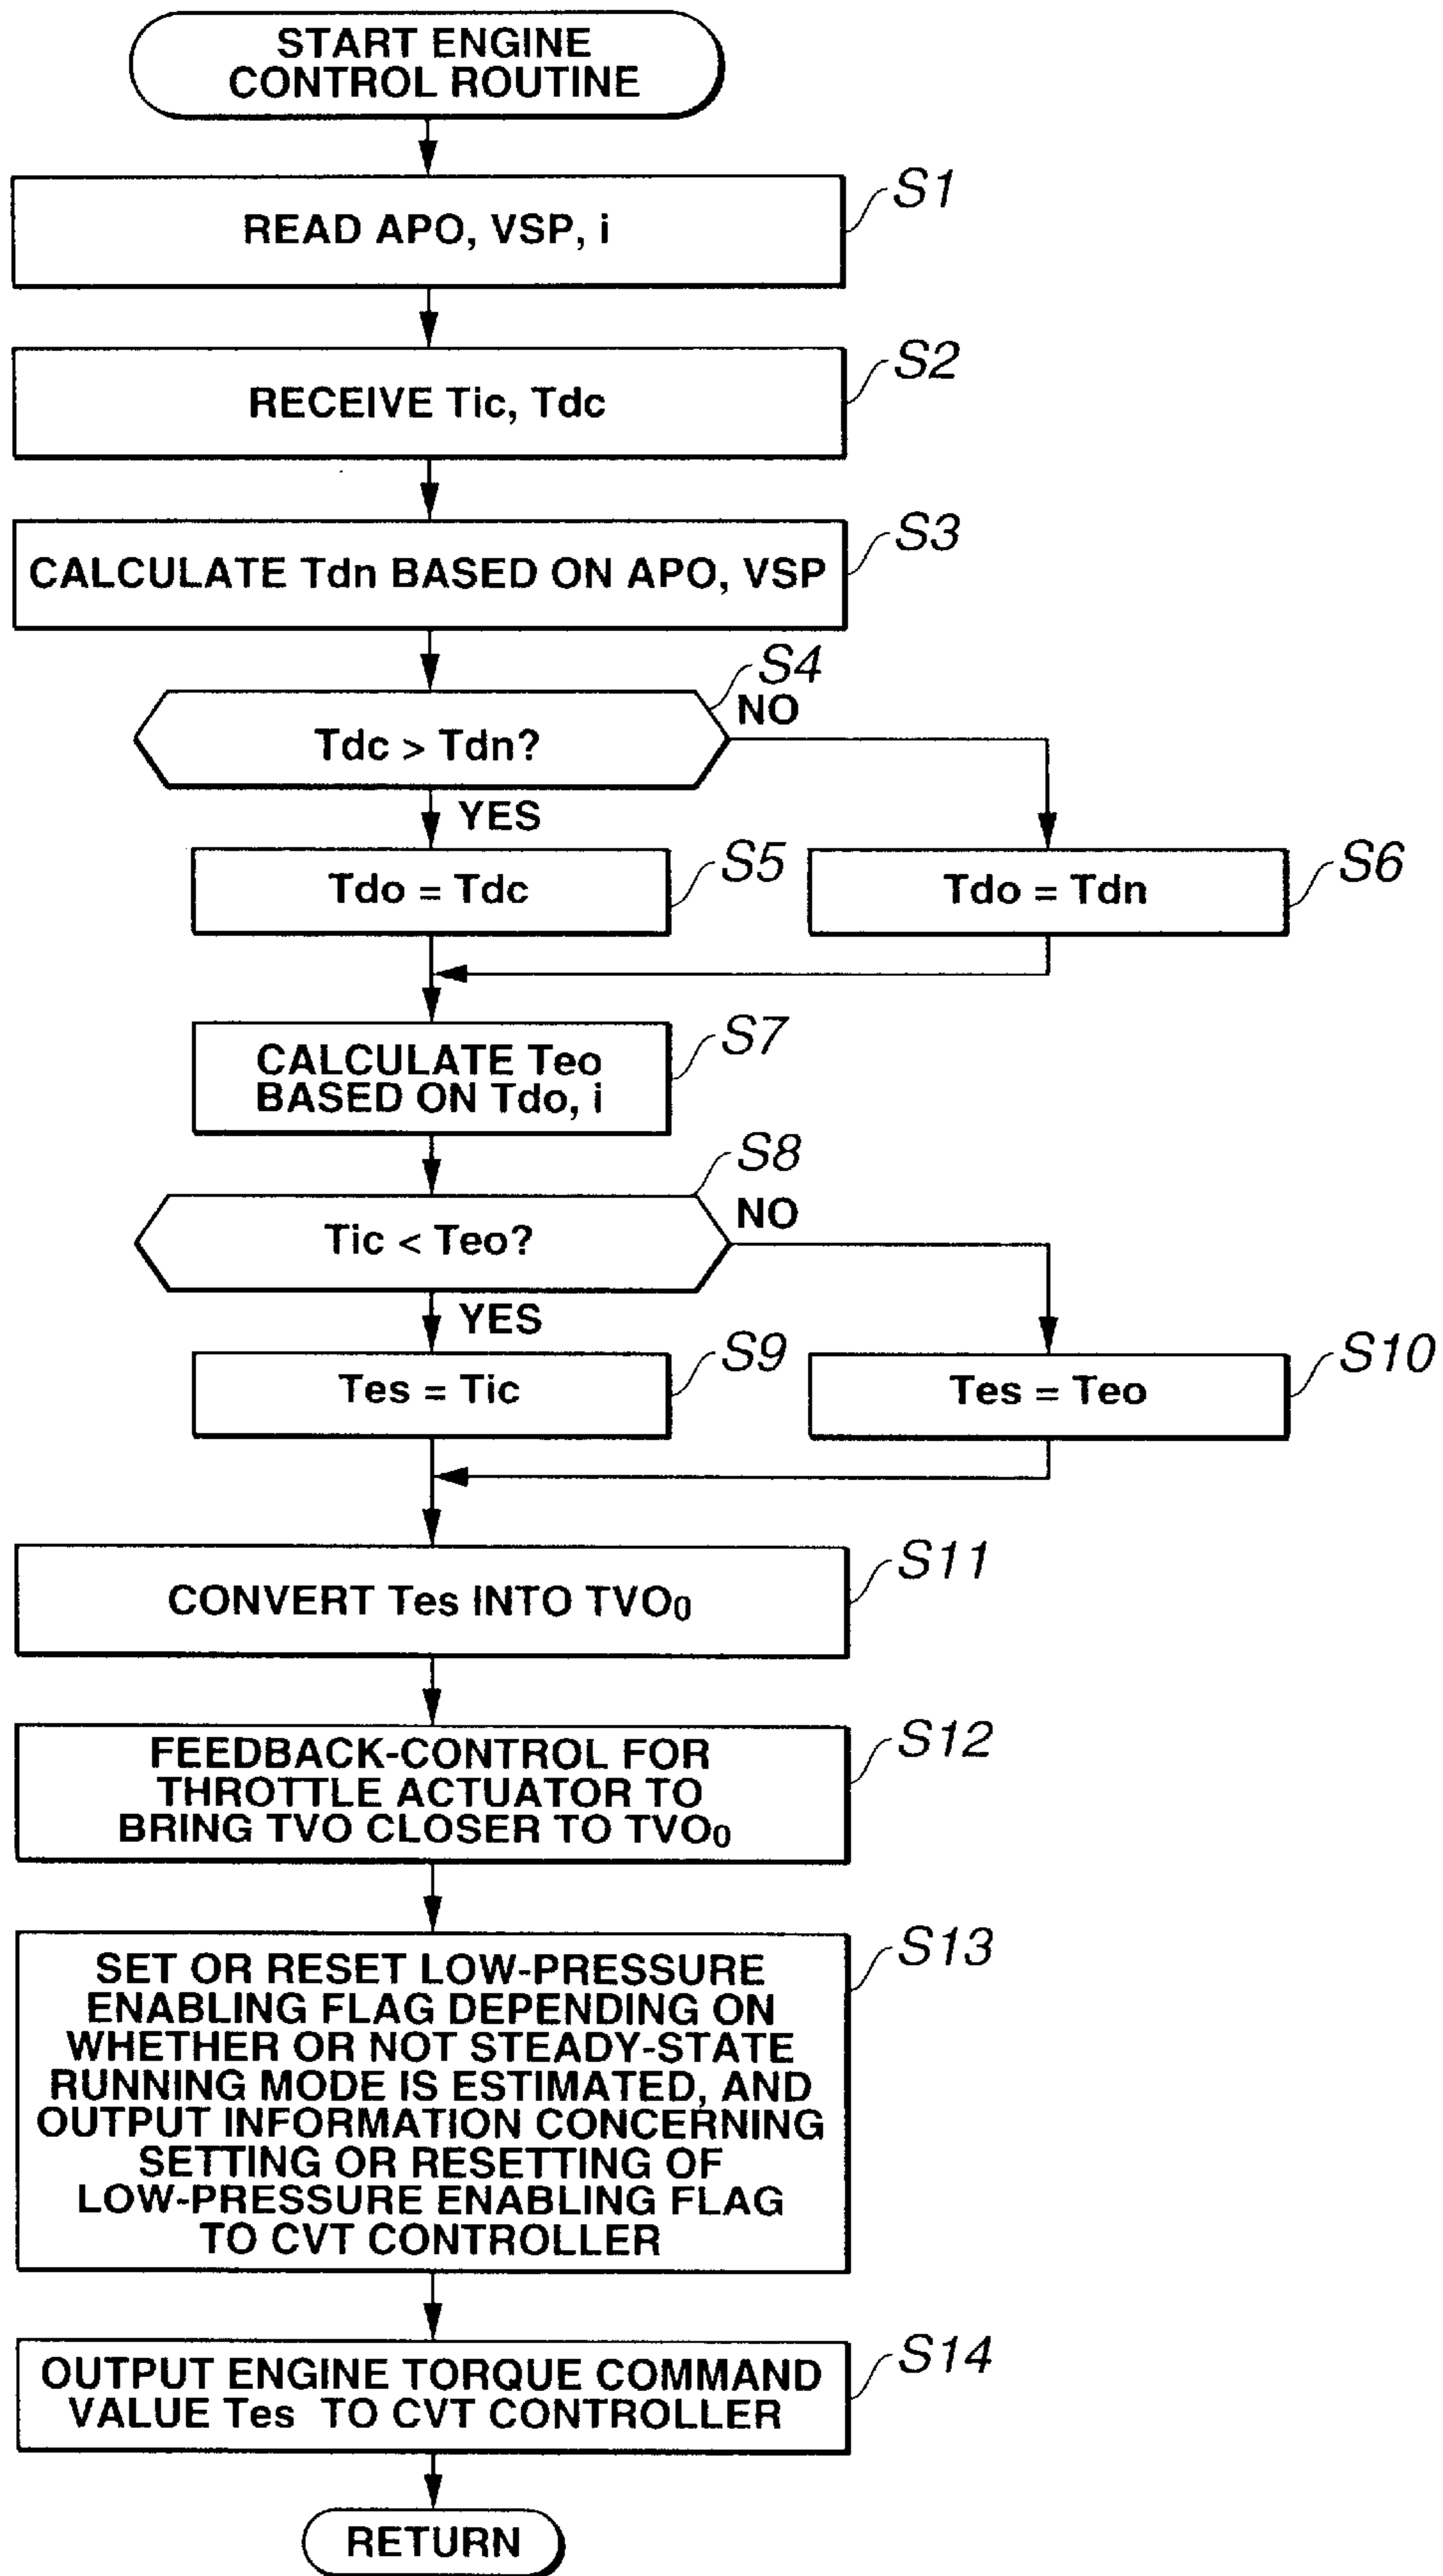 START ENGINE
CONTROL ROUTINE
S1
READ APO, VSP, i
S2
RECEIVE Tic, Tdc
S3
CALCULATE Tdn BASED ON APO, VSP
S4
NO
Tdc > Tdn?
YES
S5
Tdo = Tdc
S6
Tdo = Tdn
S7
CALCULATE Teo
BASED ON Tdo, i
S8
NO
Tic < Teo?
YES
S9
Tes = Tic
S10
Tes = Teo
S11
CONVERT Tes INTO TVO₀
S12
FEEDBACK-CONTROL FOR
THROTTLE ACTUATOR TO
BRING TVO CLOSER TO TVO₀
S13
SET OR RESET LOW-PRESSURE
ENABLING FLAG DEPENDING ON
WHETHER OR NOT STEADY-STATE
RUNNING MODE IS ESTIMATED, AND
OUTPUT INFORMATION CONCERNING
SETTING OR RESETTING OF
LOW-PRESSURE ENABLING FLAG
TO CVT CONTROLLER
S14
OUTPUT ENGINE TORQUE COMMAND
VALUE Tes TO CVT CONTROLLER
RETURN